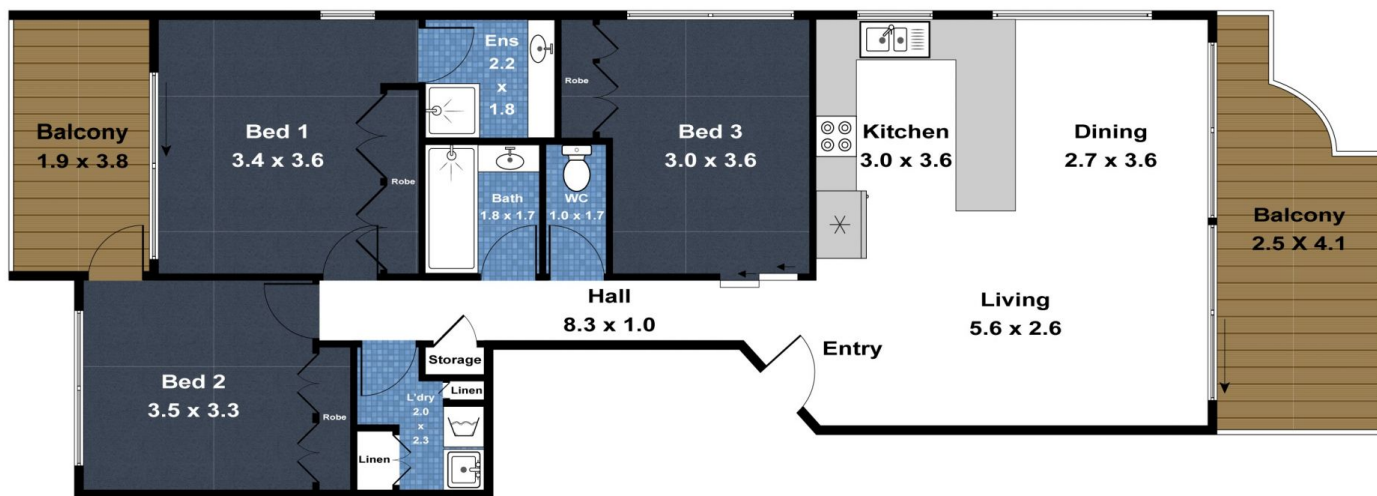 Balcony
1.9 x 3.8
Bed 1
3.4 x 3.6
Robe
Ens
2.2
x
1.8
Robe
Bed 3
3.0 x 3.6
Kitchen
3.0 x 3.6
Dining
2.7 x 3.6
Bath
1.8 x 1.7
WC
1.0 x 1.7
Balcony
2.5 X 4.1
Hall
8.3 x 1.0
Living
5.6 x 2.6
Entry
Storage
Bed 2
3.5 x 3.3
Robe
L'dry
2.0
x
2.3
Linen
Linen